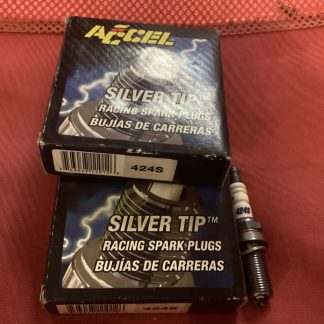 ACCEL
SILVER TIP™
RACING SPARK PLUGS
BUJÍAS DE CARRERAS
424S
SILVER TIP™
RACING SPARK PLUGS
BUJÍAS DE CARRERAS
424S
424S